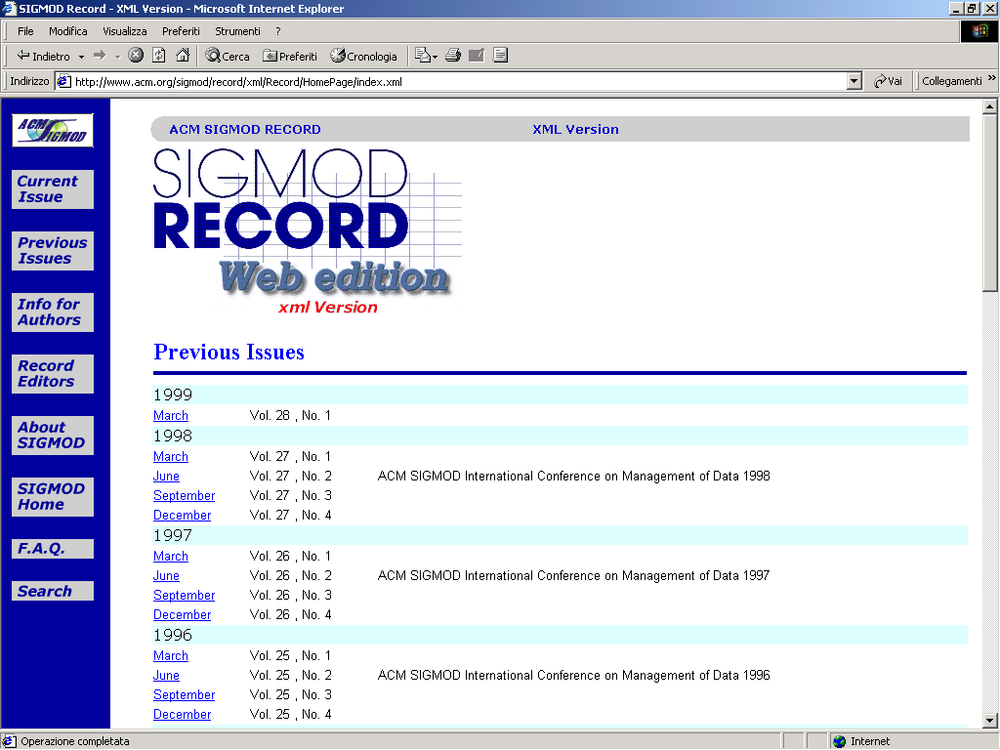 SIGMOD Record - XML Version - Microsoft Internet Explorer
File Modifica Visualizza Preferiti Strumenti ?
Indietro Cerca Preferiti Cronologia
Indirizzo http://www.acm.org/sigmod/record/xml/Record/HomePage/index.xml Vai Collegamenti »
ACM SIGMOD
Current Issue
Previous Issues
Info for Authors
Record Editors
About SIGMOD
SIGMOD Home
F.A.Q.
Search
ACM SIGMOD RECORD XML Version
SIGMOD
RECORD
Web edition
xml Version
Previous Issues
1999
March Vol. 28 , No. 1
1998
March Vol. 27 , No. 1
June Vol. 27 , No. 2 ACM SIGMOD International Conference on Management of Data 1998
September Vol. 27 , No. 3
December Vol. 27 , No. 4
1997
March Vol. 26 , No. 1
June Vol. 26 , No. 2 ACM SIGMOD International Conference on Management of Data 1997
September Vol. 26 , No. 3
December Vol. 26 , No. 4
1996
March Vol. 25 , No. 1
June Vol. 25 , No. 2 ACM SIGMOD International Conference on Management of Data 1996
September Vol. 25 , No. 3
December Vol. 25 , No. 4
Operazione completata Internet